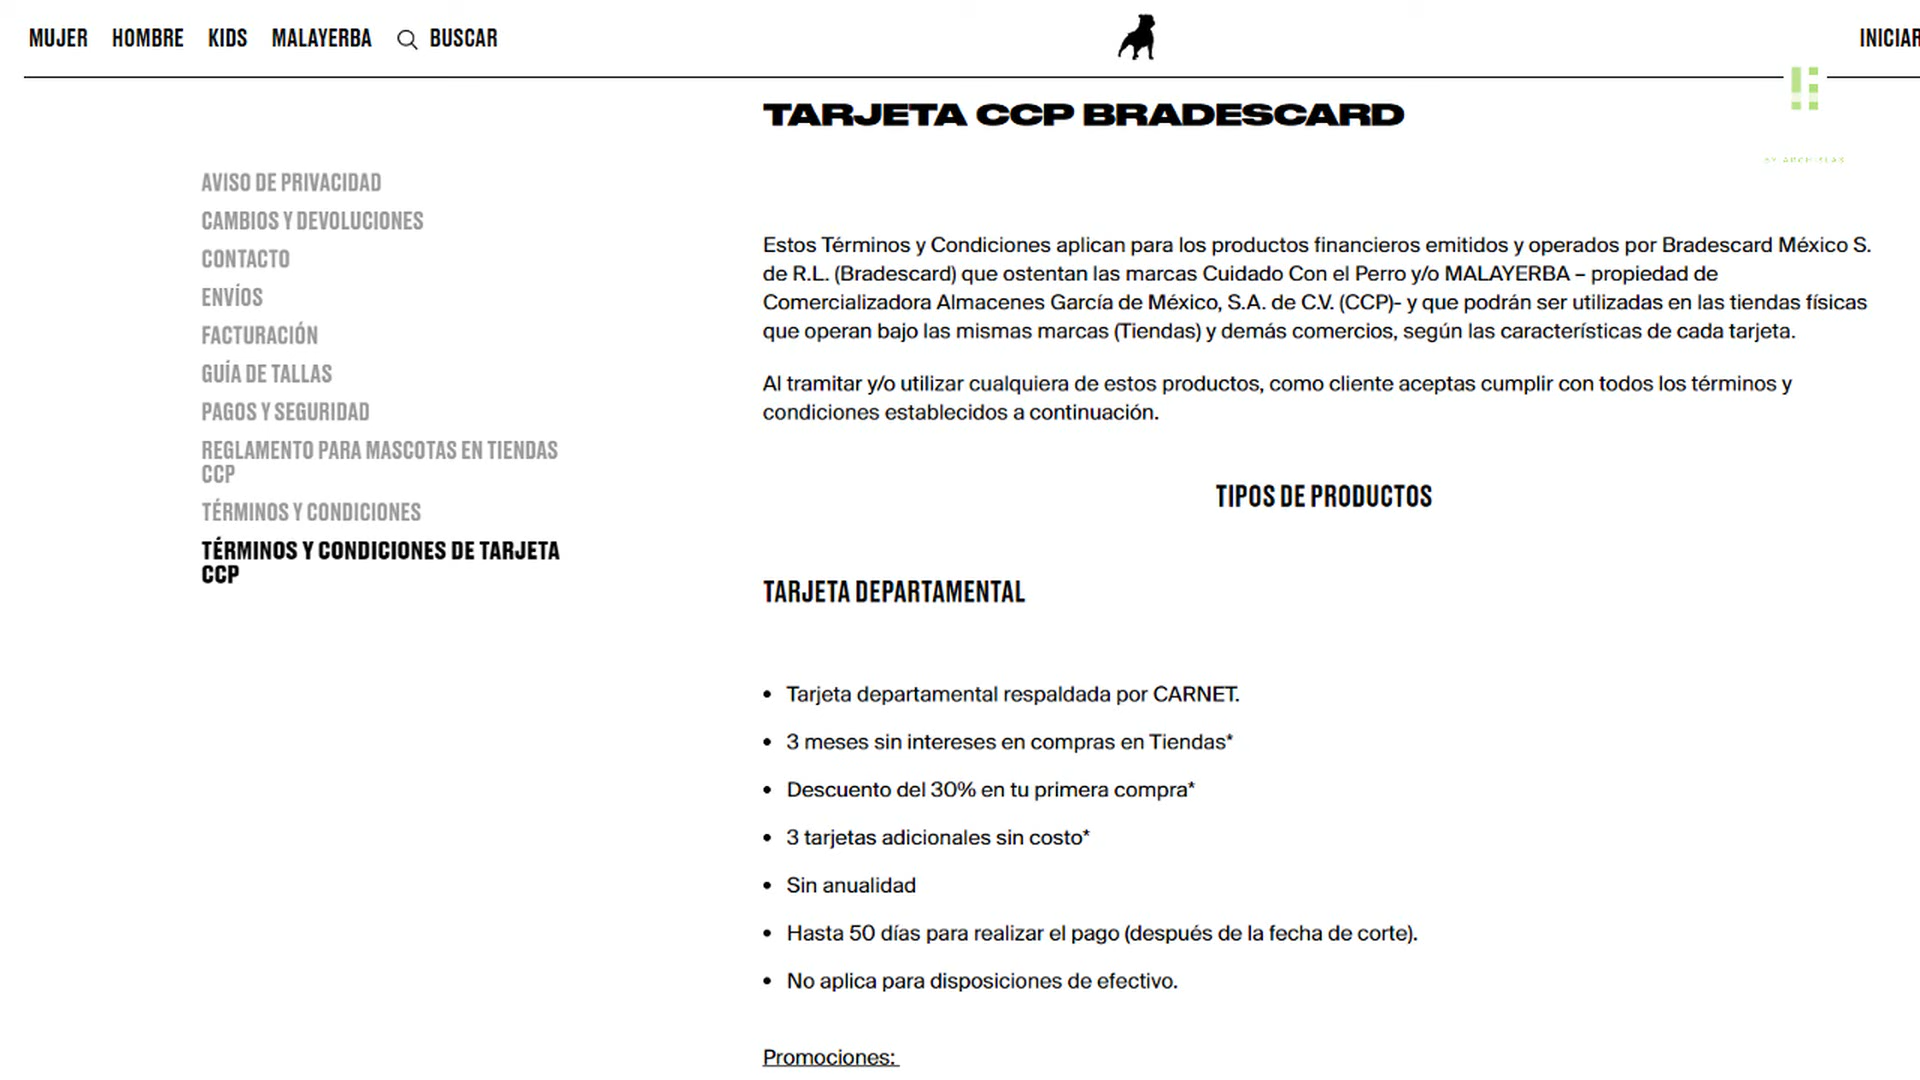 MUJER HOMBRE KIDS MALAYERBA BUSCAR INICIAR
TARJETA CCP BRADESCARD
AVISO DE PRIVACIDAD
CAMBIOS Y DEVOLUCIONES
CONTACTO
ENVÍOS
FACTURACIÓN
GUÍA DE TALLAS
PAGOS Y SEGURIDAD
REGLAMENTO PARA MASCOTAS EN TIENDAS
CCP
TÉRMINOS Y CONDICIONES
TÉRMINOS Y CONDICIONES DE TARJETA
CCP
Estos Términos y Condiciones aplican para los productos financieros emitidos y operados por Bradescard México S.
de R.L. (Bradescard) que ostentan las marcas Cuidado Con el Perro y/o MALAYERBA – propiedad de
Comercializadora Almacenes García de México, S.A. de C.V. (CCP)- y que podrán ser utilizadas en las tiendas físicas
que operan bajo las mismas marcas (Tiendas) y demás comercios, según las características de cada tarjeta.
Al tramitar y/o utilizar cualquiera de estos productos, como cliente aceptas cumplir con todos los términos y
condiciones establecidos a continuación.
TIPOS DE PRODUCTOS
TARJETA DEPARTAMENTAL
• Tarjeta departamental respaldada por CARNET.
• 3 meses sin intereses en compras en Tiendas*
• Descuento del 30% en tu primera compra*
• 3 tarjetas adicionales sin costo*
• Sin anualidad
• Hasta 50 días para realizar el pago (después de la fecha de corte).
• No aplica para disposiciones de efectivo.
Promociones: